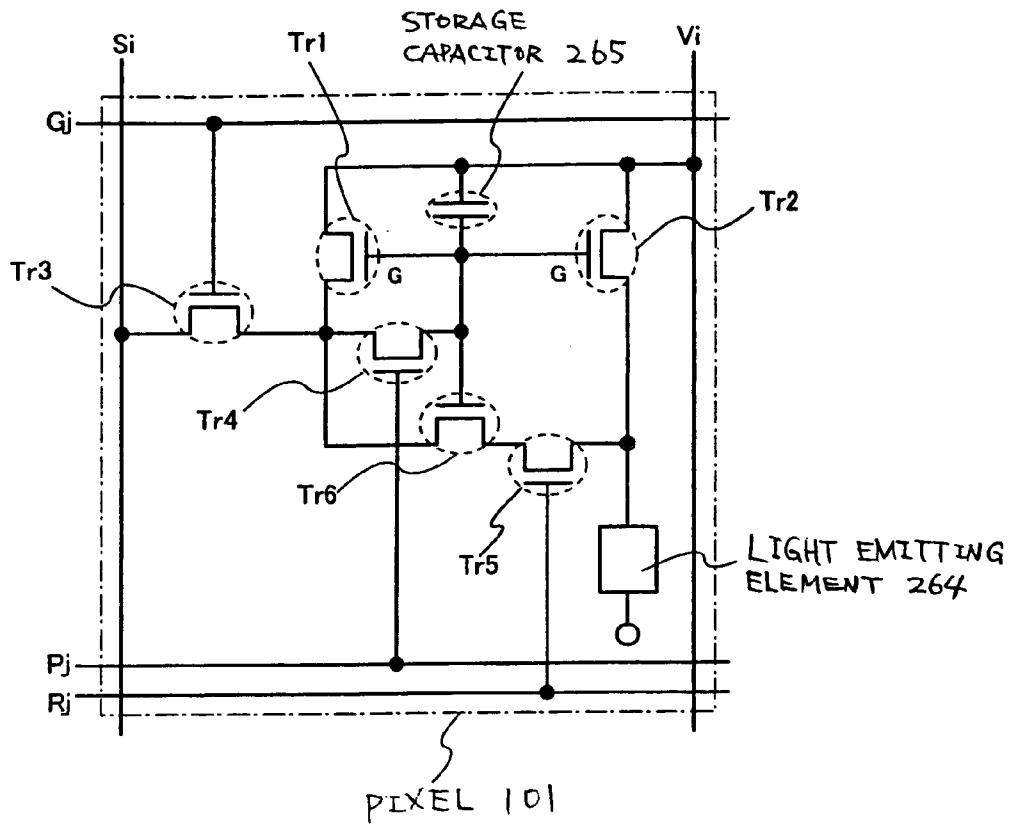 STORAGE
CAPACITOR 265
Si
Tr1
Vi
Gj
Tr2
Tr3
G
G
Tr4
Tr6
Tr5
LIGHT EMITTING
ELEMENT 264
Pj
Rj
PIXEL 101